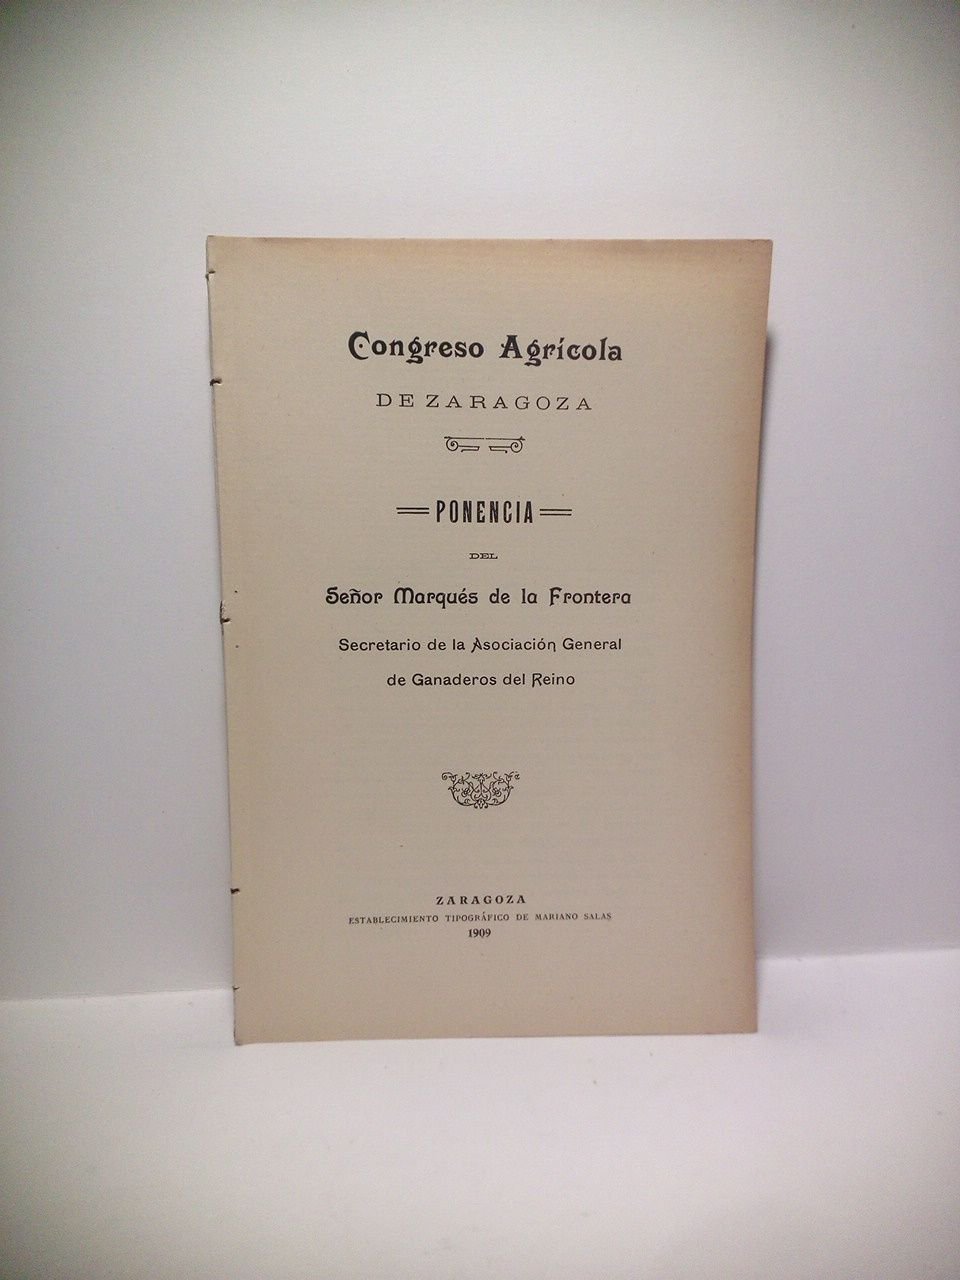 Congreso Agrícola
DE ZARAGOZA
PONENCIA
DEL
Señor Marqués de la Frontera
Secretario de la Asociación General
de Ganaderos del Reino
ZARAGOZA
ESTABLECIMIENTO TIPOGRÁFICO DE MARIANO SALAS
1909